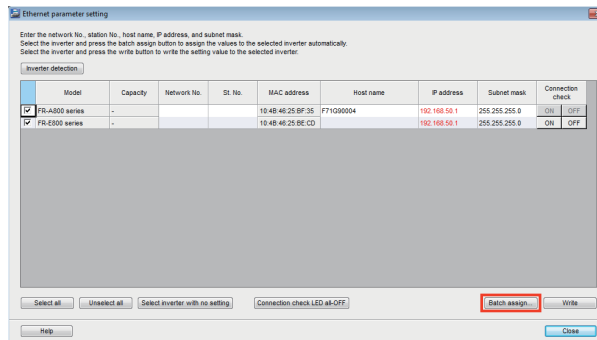 Ethernet parameter setting
Enter the network No., station No., host name, IP address, and subnet mask.
Select the inverter and press the batch assign button to assign the values to the selected inverter automatically.
Select the inverter and press the write button to write the setting value to the selected inverter.
Inverter detection
Model Capacity Network No. St. No. MAC address Host name IP address Subnet mask Connection check
FR-A800 series - 10:4B:46:25:BF:35 F71G90004 192.168.50.1 255.255.255.0 ON OFF
FR-E800 series - 10:4B:46:25:BE:CD 192.168.50.1 255.255.255.0 ON OFF
Select all Unselect all Select inverter with no setting Connection check LED all-OFF Batch assign... Write
Help Close